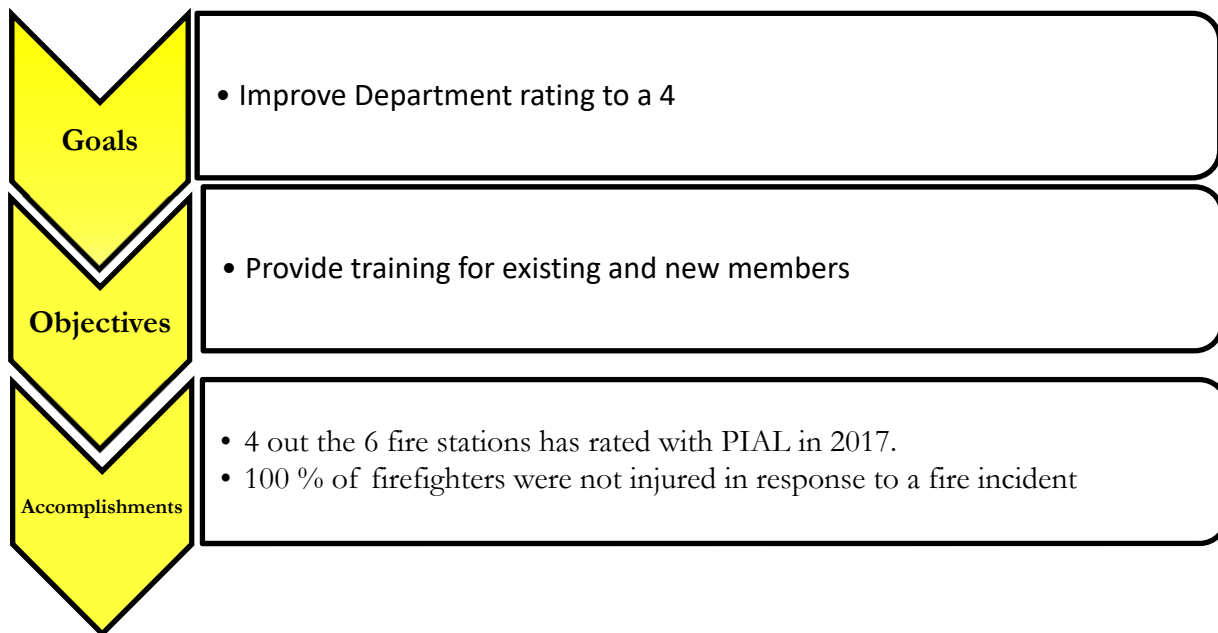 Goals
• Improve Department rating to a 4
Objectives
• Provide training for existing and new members
Accomplishments
• 4 out the 6 fire stations has rated with PIAL in 2017.
• 100 % of firefighters were not injured in response to a fire incident